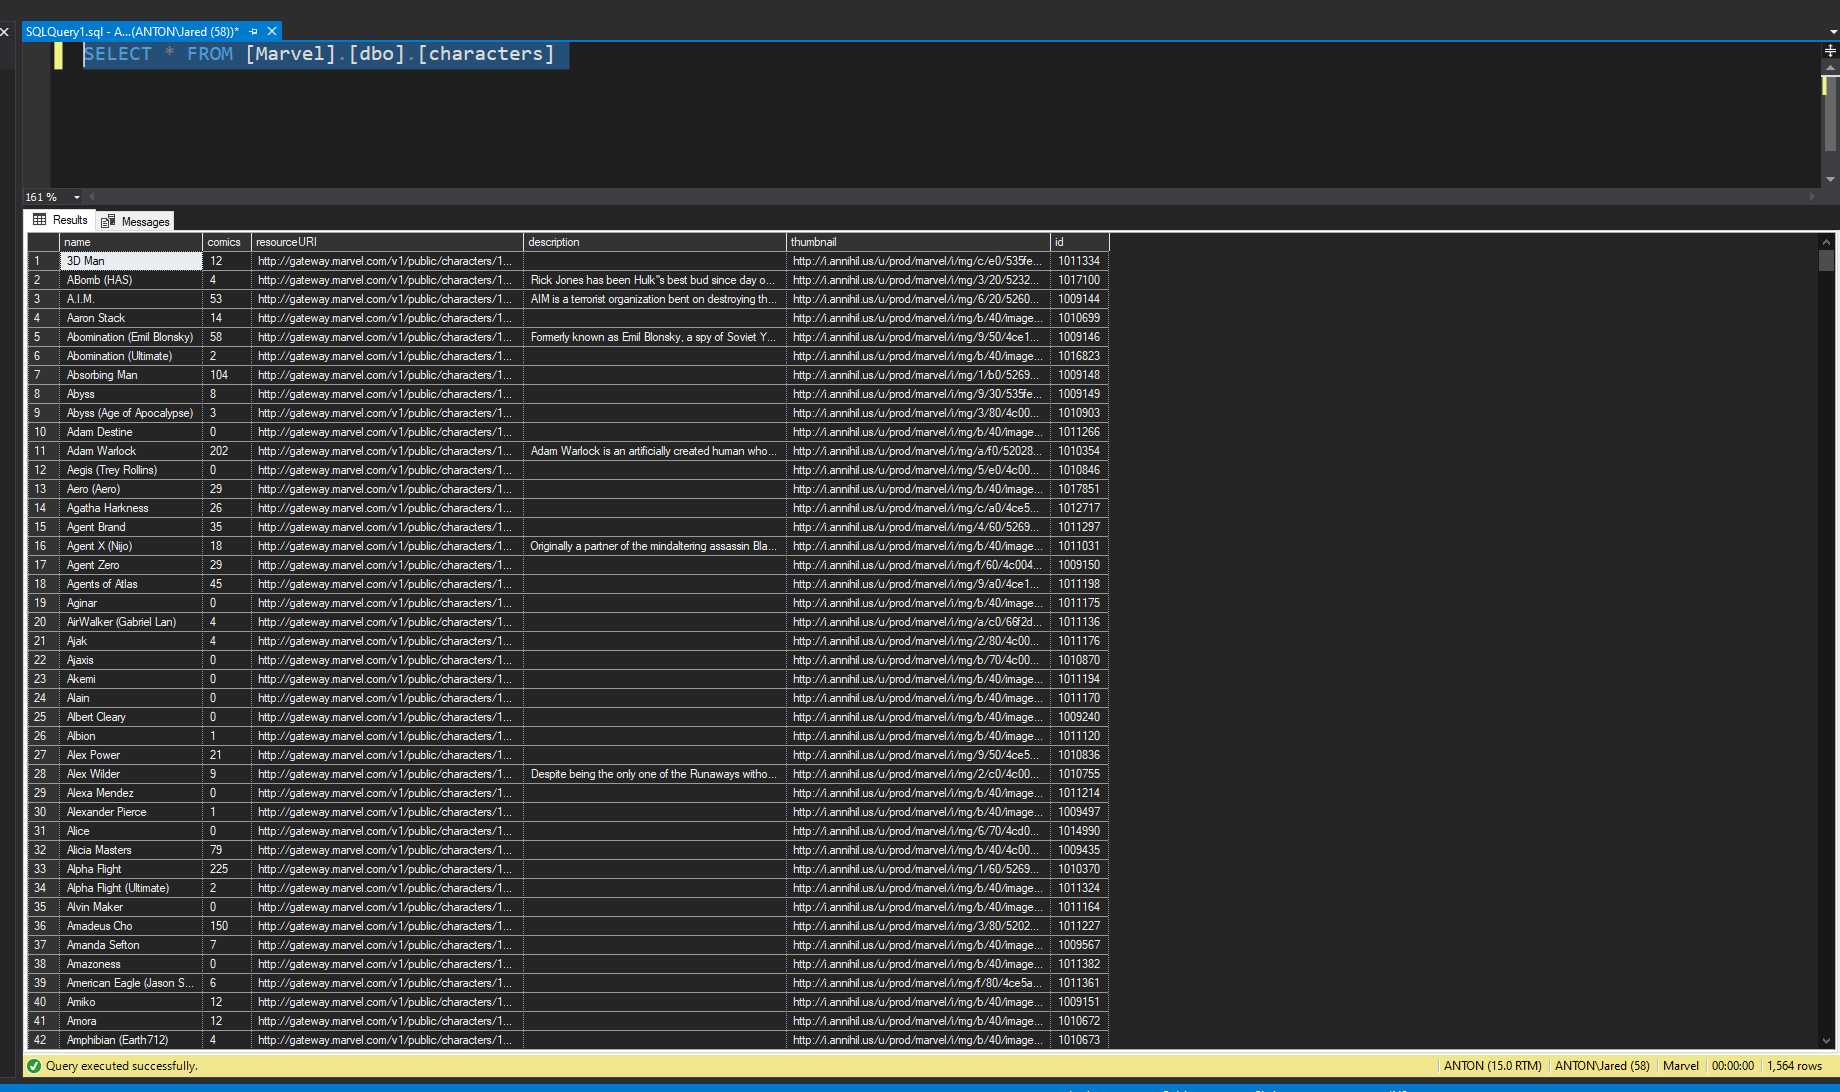 SQLQuery1.sql - A...(ANTON\Jared (58))*
SELECT * FROM [Marvel].[dbo].[characters]
161 %
Results Messages
name comics resourceURI description thumbnail id
1 3D Man 12 http://gateway.marvel.com/v1/public/characters/1... http://i.annihil.us/u/prod/marvel/i/mg/c/e0/535fe... 1011334
2 ABomb (HAS) 4 http://gateway.marvel.com/v1/public/characters/1... Rick Jones has been Hulk''s best bud since day o... http://i.annihil.us/u/prod/marvel/i/mg/3/20/5232... 1017100
3 A.I.M. 53 http://gateway.marvel.com/v1/public/characters/1... AIM is a terrorist organization bent on destroying th... http://i.annihil.us/u/prod/marvel/i/mg/6/20/5260... 1009144
4 Aaron Stack 14 http://gateway.marvel.com/v1/public/characters/1... http://i.annihil.us/u/prod/marvel/i/mg/b/40/image... 1010699
5 Abomination (Emil Blonsky) 58 http://gateway.marvel.com/v1/public/characters/1... Formerly known as Emil Blonsky, a spy of Soviet Y... http://i.annihil.us/u/prod/marvel/i/mg/9/50/4ce1... 1009146
6 Abomination (Ultimate) 2 http://gateway.marvel.com/v1/public/characters/1... http://i.annihil.us/u/prod/marvel/i/mg/b/40/image... 1016823
7 Absorbing Man 104 http://gateway.marvel.com/v1/public/characters/1... http://i.annihil.us/u/prod/marvel/i/mg/1/b0/5269... 1009148
8 Abyss 8 http://gateway.marvel.com/v1/public/characters/1... http://i.annihil.us/u/prod/marvel/i/mg/9/30/535fe... 1009149
9 Abyss (Age of Apocalypse) 3 http://gateway.marvel.com/v1/public/characters/1... http://i.annihil.us/u/prod/marvel/i/mg/3/80/4c00... 1010903
10 Adam Destine 0 http://gateway.marvel.com/v1/public/characters/1... http://i.annihil.us/u/prod/marvel/i/mg/b/40/image... 1011266
11 Adam Warlock 202 http://gateway.marvel.com/v1/public/characters/1... Adam Warlock is an artificially created human who... http://i.annihil.us/u/prod/marvel/i/mg/a/f0/52028... 1010354
12 Aegis (Trey Rollins) 0 http://gateway.marvel.com/v1/public/characters/1... http://i.annihil.us/u/prod/marvel/i/mg/5/e0/4c00... 1010846
13 Aero (Aero) 29 http://gateway.marvel.com/v1/public/characters/1... http://i.annihil.us/u/prod/marvel/i/mg/b/40/image... 1017851
14 Agatha Harkness 26 http://gateway.marvel.com/v1/public/characters/1... http://i.annihil.us/u/prod/marvel/i/mg/c/a0/4ce5... 1012717
15 Agent Brand 35 http://gateway.marvel.com/v1/public/characters/1... http://i.annihil.us/u/prod/marvel/i/mg/4/60/5269... 1011297
16 Agent X (Nijo) 18 http://gateway.marvel.com/v1/public/characters/1... Originally a partner of the mindaltering assassin Bla... http://i.annihil.us/u/prod/marvel/i/mg/b/40/image... 1011031
17 Agent Zero 29 http://gateway.marvel.com/v1/public/characters/1... http://i.annihil.us/u/prod/marvel/i/mg/f/60/4c004... 1009150
18 Agents of Atlas 45 http://gateway.marvel.com/v1/public/characters/1... http://i.annihil.us/u/prod/marvel/i/mg/9/a0/4ce1... 1011198
19 Aginar 0 http://gateway.marvel.com/v1/public/characters/1... http://i.annihil.us/u/prod/marvel/i/mg/b/40/image... 1011175
20 AirWalker (Gabriel Lan) 4 http://gateway.marvel.com/v1/public/characters/1... http://i.annihil.us/u/prod/marvel/i/mg/a/c0/66f2d... 1011136
21 Ajak 4 http://gateway.marvel.com/v1/public/characters/1... http://i.annihil.us/u/prod/marvel/i/mg/2/80/4c00... 1011176
22 Ajaxis 0 http://gateway.marvel.com/v1/public/characters/1... http://i.annihil.us/u/prod/marvel/i/mg/b/70/4c00... 1010870
23 Akemi 0 http://gateway.marvel.com/v1/public/characters/1... http://i.annihil.us/u/prod/marvel/i/mg/b/40/image... 1011194
24 Alain 0 http://gateway.marvel.com/v1/public/characters/1... http://i.annihil.us/u/prod/marvel/i/mg/b/40/image... 1011170
25 Albert Cleary 0 http://gateway.marvel.com/v1/public/characters/1... http://i.annihil.us/u/prod/marvel/i/mg/b/40/image... 1009240
26 Albion 1 http://gateway.marvel.com/v1/public/characters/1... http://i.annihil.us/u/prod/marvel/i/mg/b/40/image... 1011120
27 Alex Power 21 http://gateway.marvel.com/v1/public/characters/1... http://i.annihil.us/u/prod/marvel/i/mg/9/50/4ce5... 1010836
28 Alex Wilder 9 http://gateway.marvel.com/v1/public/characters/1... Despite being the only one of the Runaways witho... http://i.annihil.us/u/prod/marvel/i/mg/2/c0/4c00... 1010755
29 Alexa Mendez 0 http://gateway.marvel.com/v1/public/characters/1... http://i.annihil.us/u/prod/marvel/i/mg/b/40/image... 1011214
30 Alexander Pierce 1 http://gateway.marvel.com/v1/public/characters/1... http://i.annihil.us/u/prod/marvel/i/mg/b/40/image... 1009497
31 Alice 0 http://gateway.marvel.com/v1/public/characters/1... http://i.annihil.us/u/prod/marvel/i/mg/6/70/4cd0... 1014990
32 Alicia Masters 79 http://gateway.marvel.com/v1/public/characters/1... http://i.annihil.us/u/prod/marvel/i/mg/b/40/4c00... 1009435
33 Alpha Flight 225 http://gateway.marvel.com/v1/public/characters/1... http://i.annihil.us/u/prod/marvel/i/mg/1/60/5269... 1010370
34 Alpha Flight (Ultimate) 2 http://gateway.marvel.com/v1/public/characters/1... http://i.annihil.us/u/prod/marvel/i/mg/b/40/image... 1011324
35 Alvin Maker 0 http://gateway.marvel.com/v1/public/characters/1... http://i.annihil.us/u/prod/marvel/i/mg/b/40/image... 1011164
36 Amadeus Cho 150 http://gateway.marvel.com/v1/public/characters/1... http://i.annihil.us/u/prod/marvel/i/mg/3/80/5202... 1011227
37 Amanda Sefton 7 http://gateway.marvel.com/v1/public/characters/1... http://i.annihil.us/u/prod/marvel/i/mg/b/40/image... 1009567
38 Amazoness 0 http://gateway.marvel.com/v1/public/characters/1... http://i.annihil.us/u/prod/marvel/i/mg/b/40/image... 1011382
39 American Eagle (Jason S... 6 http://gateway.marvel.com/v1/public/characters/1... http://i.annihil.us/u/prod/marvel/i/mg/f/80/4ce5a... 1011361
40 Amiko 12 http://gateway.marvel.com/v1/public/characters/1... http://i.annihil.us/u/prod/marvel/i/mg/b/40/image... 1009151
41 Amora 12 http://gateway.marvel.com/v1/public/characters/1... http://i.annihil.us/u/prod/marvel/i/mg/b/40/image... 1010672
42 Amphibian (Earth712) 4 http://gateway.marvel.com/v1/public/characters/1... http://i.annihil.us/u/prod/marvel/i/mg/b/40/image... 1010673
Query executed successfully. ANTON (15.0 RTM) ANTON\Jared (58) Marvel 00:00:00 1,564 rows